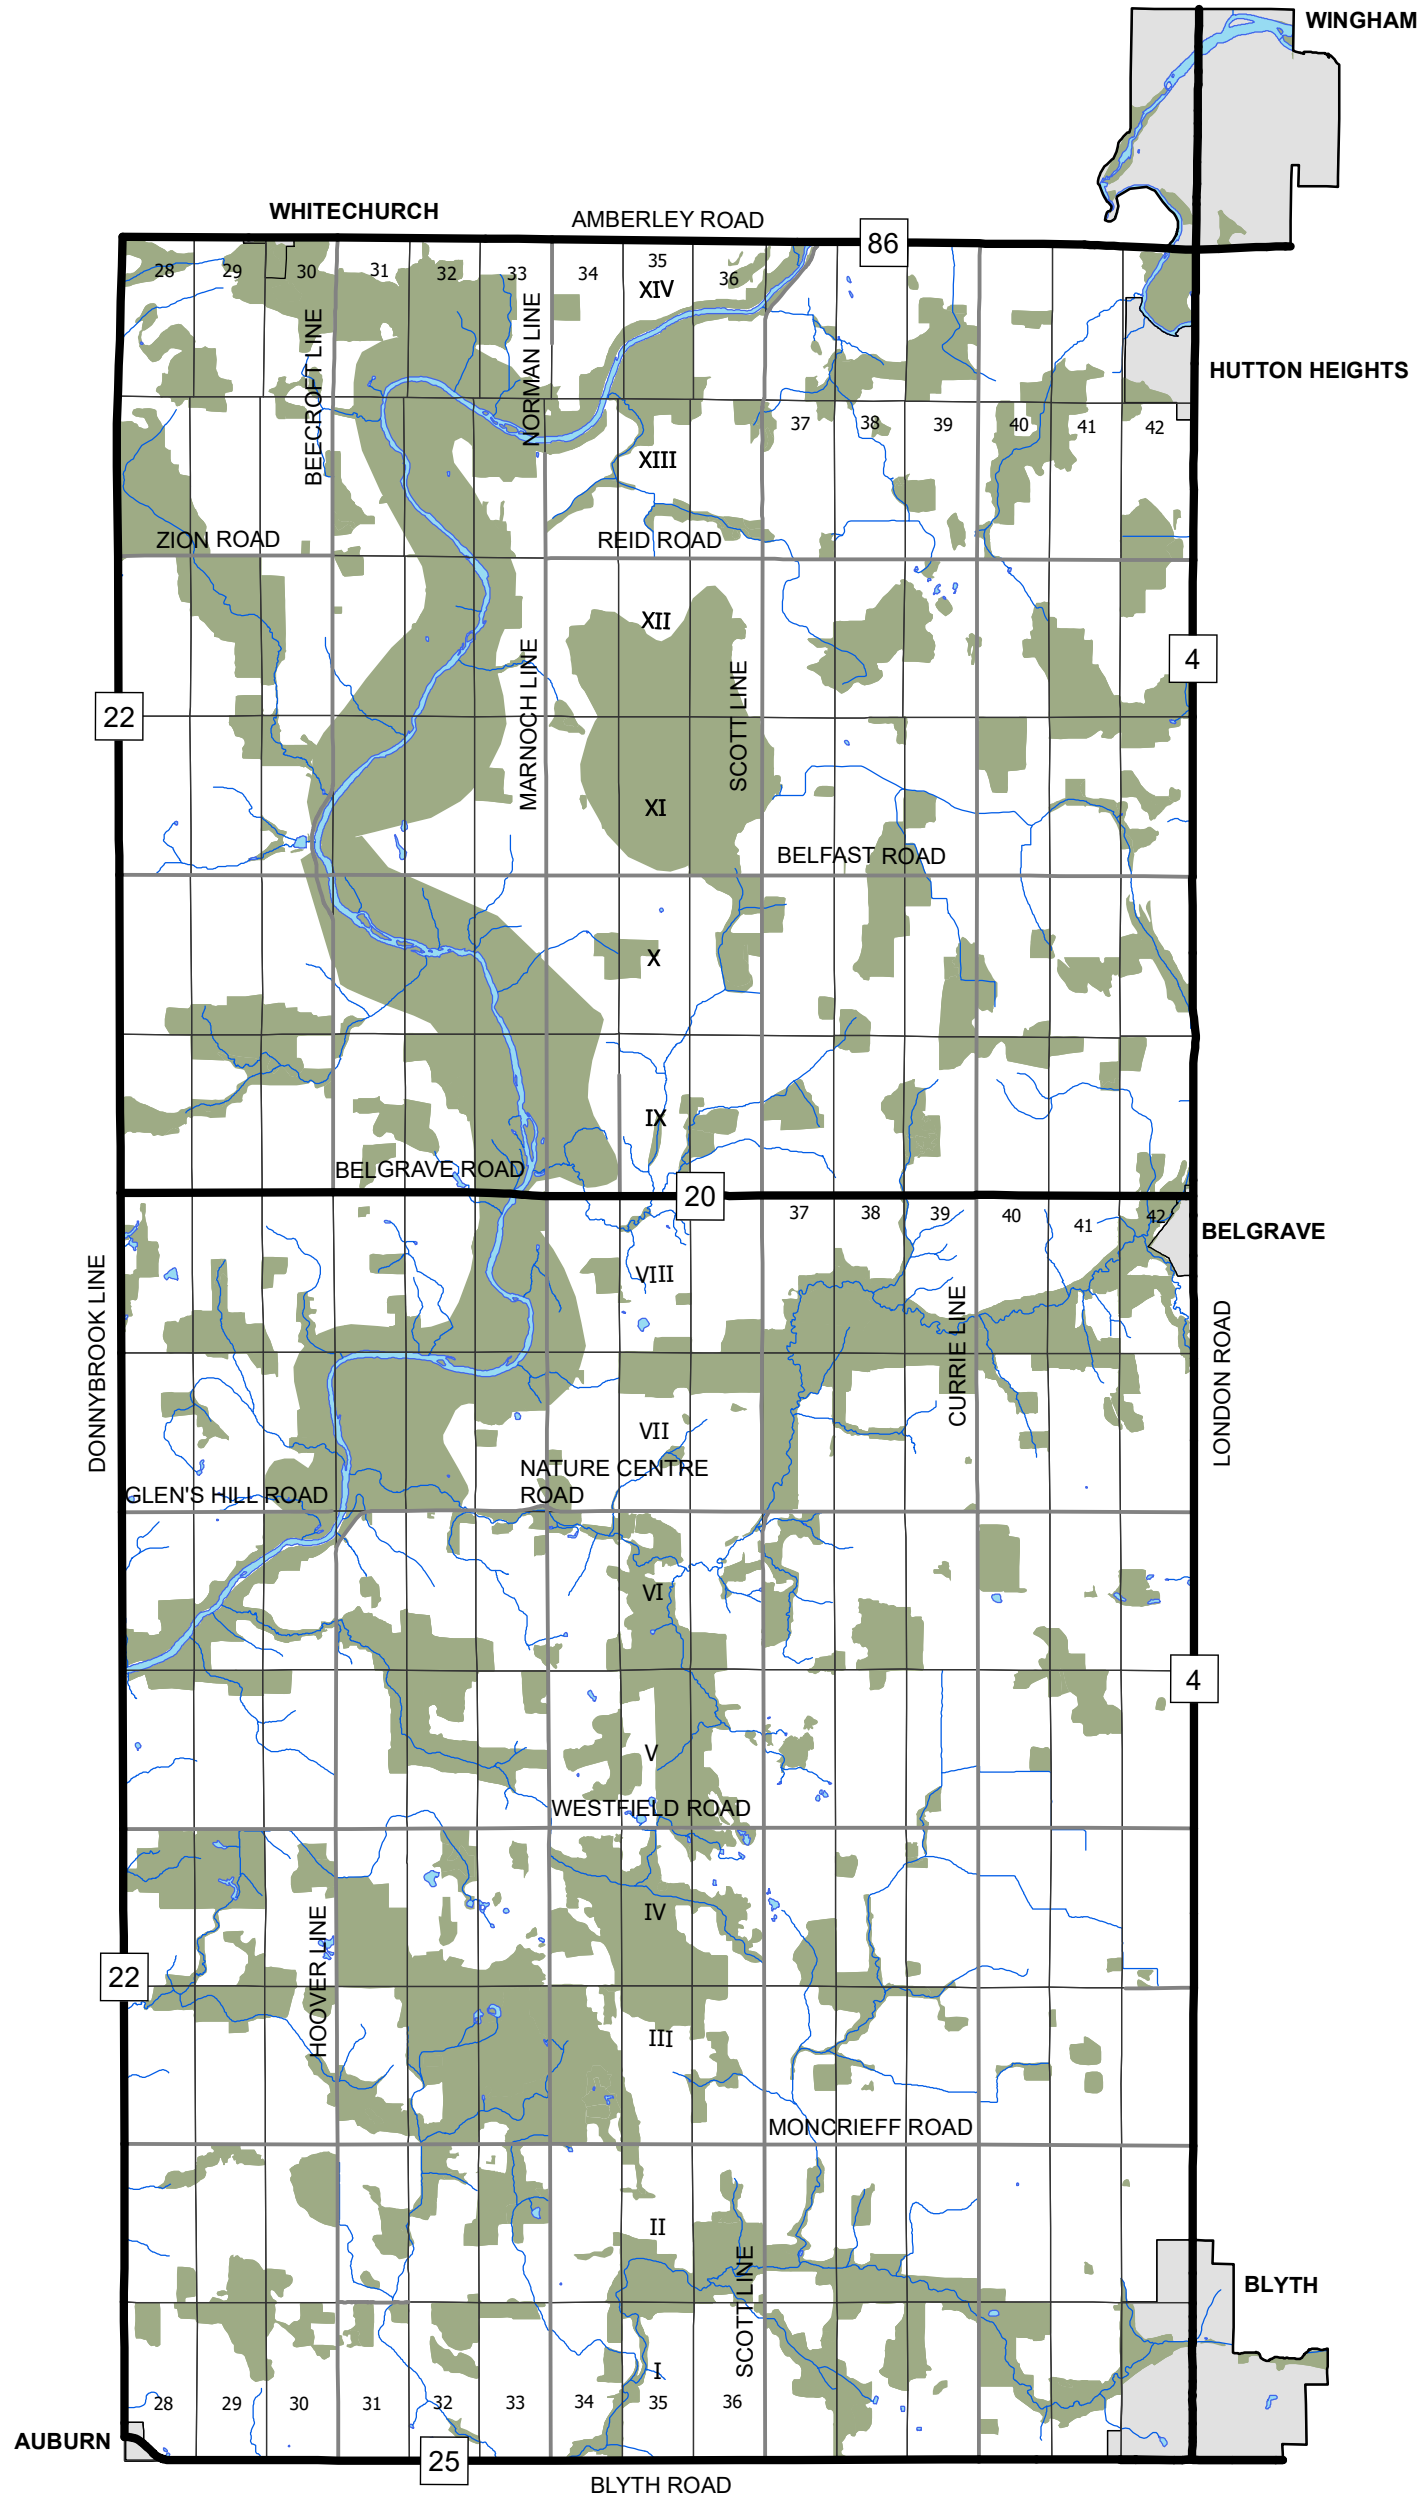 WINGHAM
WHITECHURCH
AMBERLEY ROAD
86
28
29
30
31
32
33
34
35
36
XIV
BEECROFT LINE
NORMAN LINE
HUTTON HEIGHTS
37
38
39
40
41
42
XIII
ZION ROAD
REID ROAD
XII
MARNOCH LINE
SCOTT LINE
4
22
XI
BELFAST ROAD
X
IX
BELGRAVE ROAD
20
37
38
39
40
41
42
BELGRAVE
VIII
DONNYBROOK LINE
CURRIE LINE
LONDON ROAD
VII
NATURE CENTRE
ROAD
GLEN'S HILL ROAD
VI
4
V
WESTFIELD ROAD
IV
HOOVER LINE
22
III
MONCRIEFF ROAD
II
SCOTT LINE
BLYTH
I
28
29
30
31
32
33
34
35
36
AUBURN
25
BLYTH ROAD